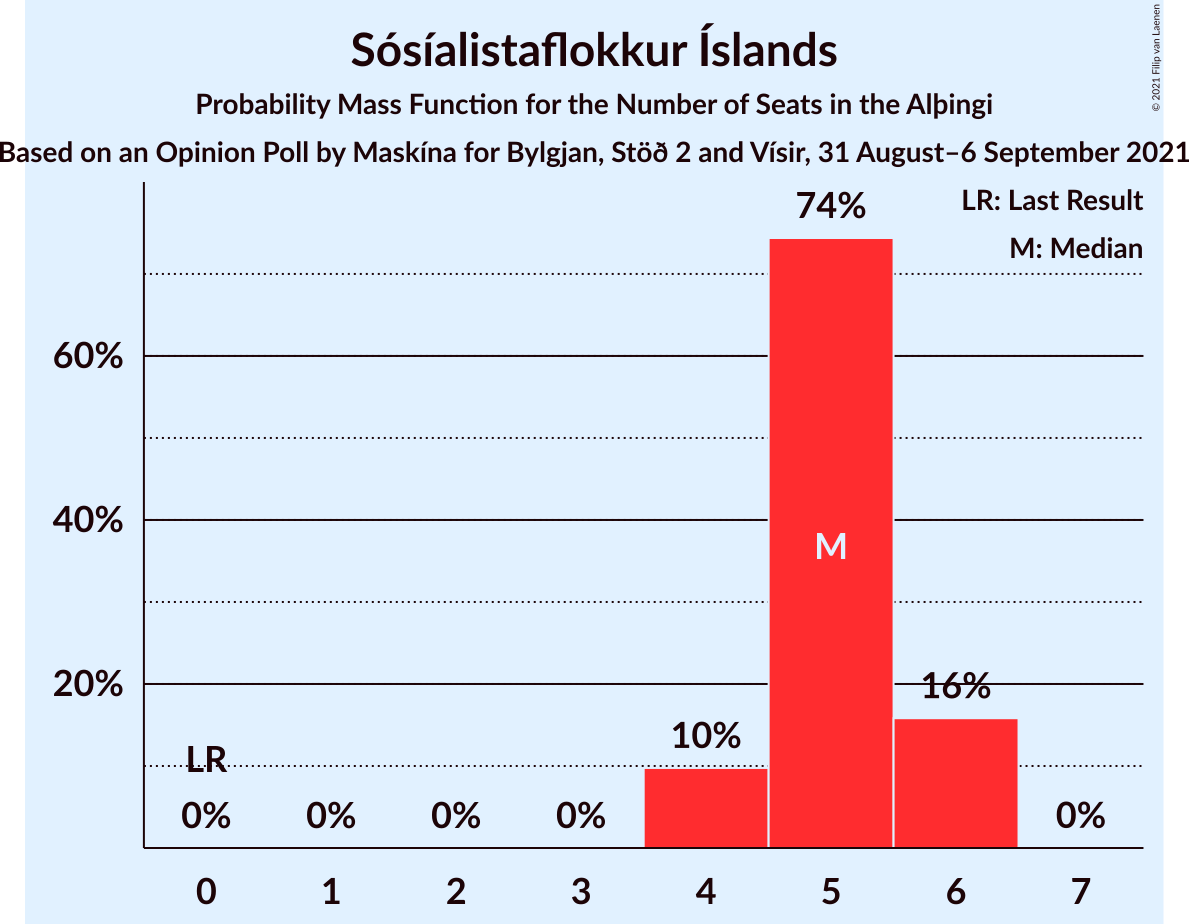 Sósíalistaflokkur Íslands
Probability Mass Function for the Number of Seats in the Alþingi
Based on an Opinion Poll by Maskína for Bylgjan, Stöð 2 and Vísir, 31 August–6 September 2021
© 2021 Filip van Laenen
LR: Last Result
M: Median
74%
60%
40%
M
20%
16%
10%
LR
0% 0% 0% 0% 0%
0 1 2 3 4 5 6 7